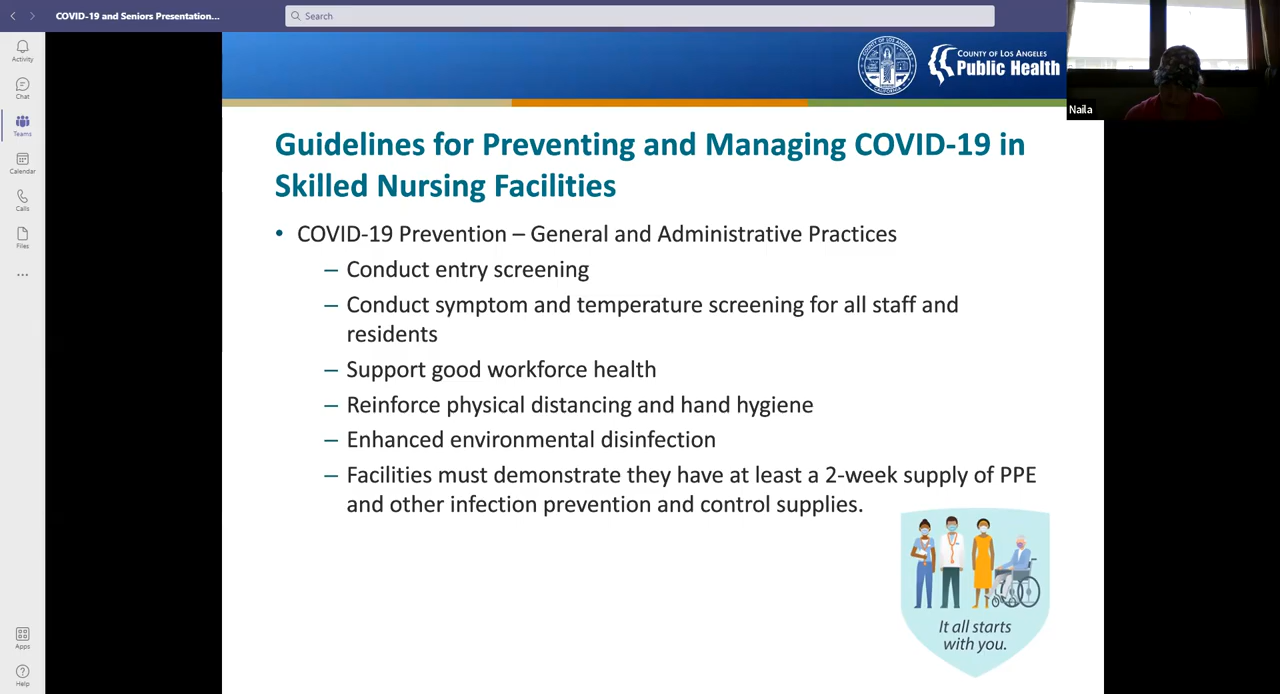 COVID-19 and Seniors Presentation...
Search
Activity
Chat
Teams
Calendar
Calls
Files
Apps
Help
COUNTY OF LOS ANGELES
Public Health
Naila
Guidelines for Preventing and Managing COVID-19 in
Skilled Nursing Facilities
• COVID-19 Prevention – General and Administrative Practices
– Conduct entry screening
– Conduct symptom and temperature screening for all staff and
residents
– Support good workforce health
– Reinforce physical distancing and hand hygiene
– Enhanced environmental disinfection
– Facilities must demonstrate they have at least a 2-week supply of PPE
and other infection prevention and control supplies.
It all starts
with you.